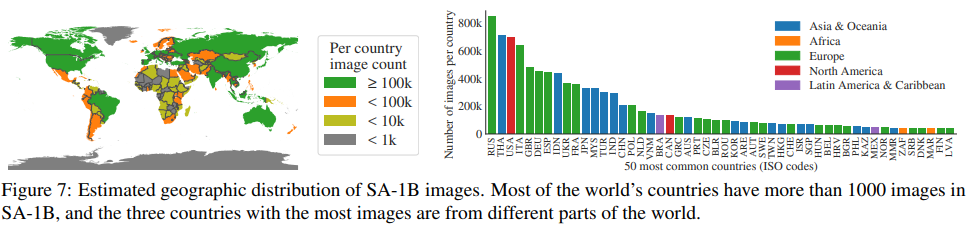 Per country
image count
≥ 100k
< 100k
< 10k
< 1k
Number of images per country
800k
600k
400k
200k
0
Asia & Oceania
Africa
Europe
North America
Latin America & Caribbean
RUS THA USA ITA GBR DEU ESP IDN UKR FRA JPN MYS TUR IND CHN POL NLD VNM BRA CAN GRC AUS PRT CZE BLR ROU KOR ARE AUT SWE TWN HKG CHE ISR SGP HUN BEL HRV BGR PHL KAZ MEX NOR MMR ZAF SRB DNK MAR FIN LVA
50 most common countries (ISO codes)
Figure 7: Estimated geographic distribution of SA-1B images. Most of the world's countries have more than 1000 images in
SA-1B, and the three countries with the most images are from different parts of the world.